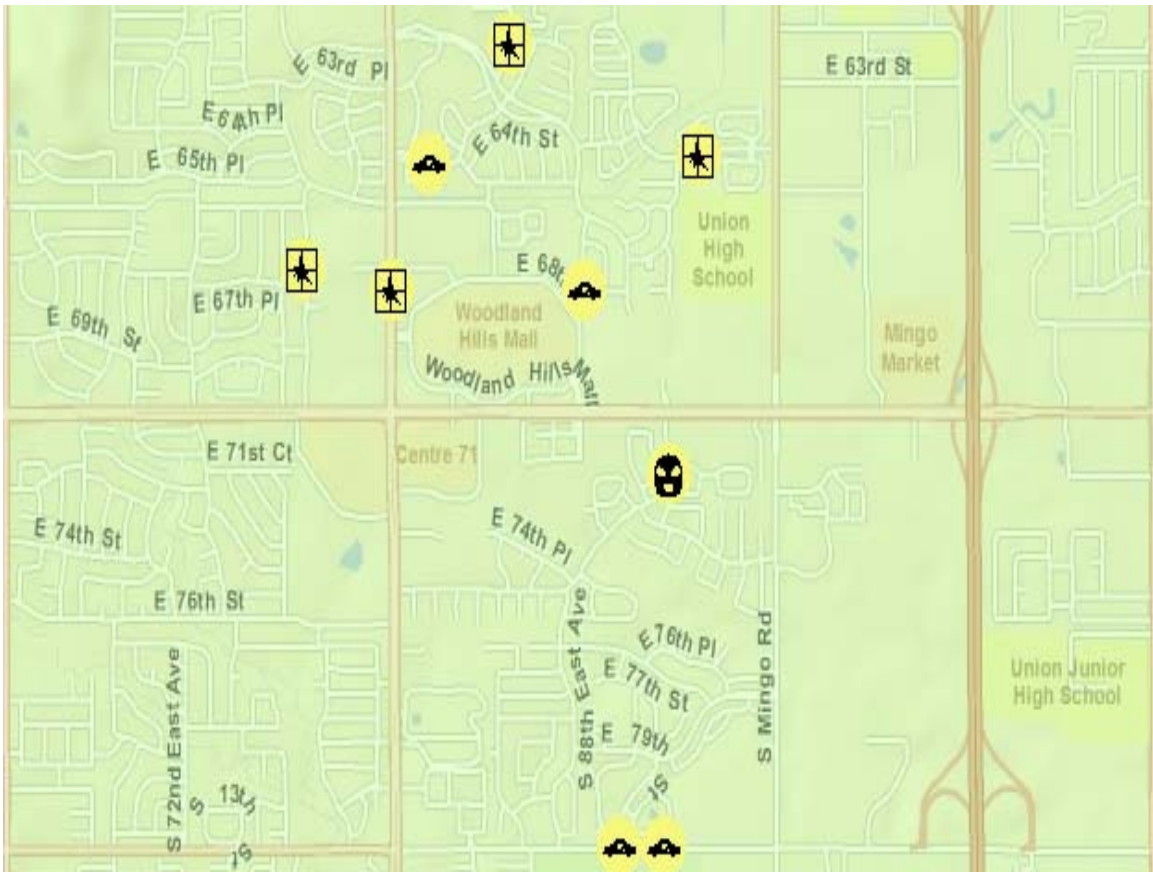 E 63rd Pl
E 63rd St
E 64th Pl
E 64th St
E 65th Pl
Union
High
School
E 68t
E 67th Pl
Woodland
Hills Mall
E 69th St
Mingo
Market
Woodland Hills Mall
E 71st Ct
Centre 71
E 74th St
E 74th Pl
E 76th St
E 76th Pl
Union Junior
High School
E 77th St
S 72nd East Ave
S 88th East Ave
S Mingo Rd
E 79th St
S 13th St